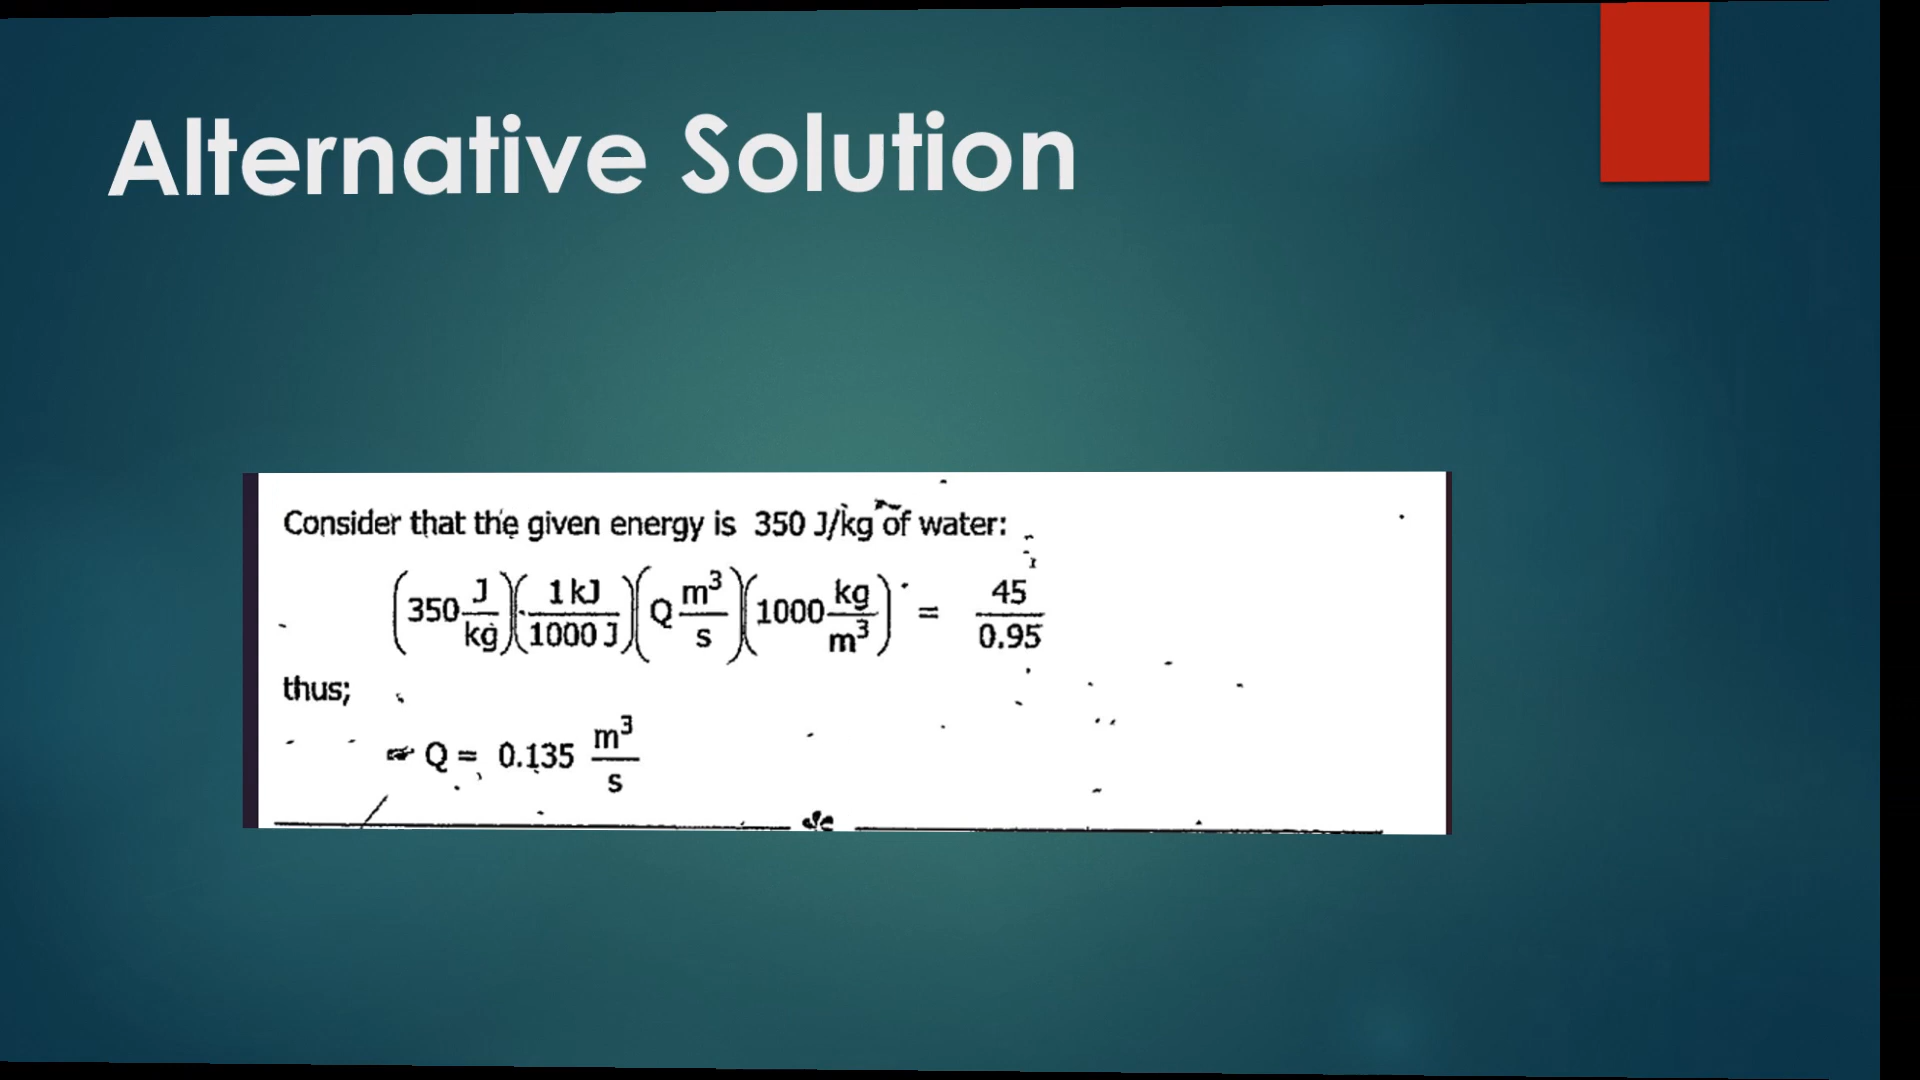 Alternative Solution
Consider that the given energy is 350 J/kg of water:
(350 J/kg)(1 kJ/1000 J)(Q m³/s)(1000 kg/m³) = 45/0.95
thus;
☞ Q = 0.135 m³/s